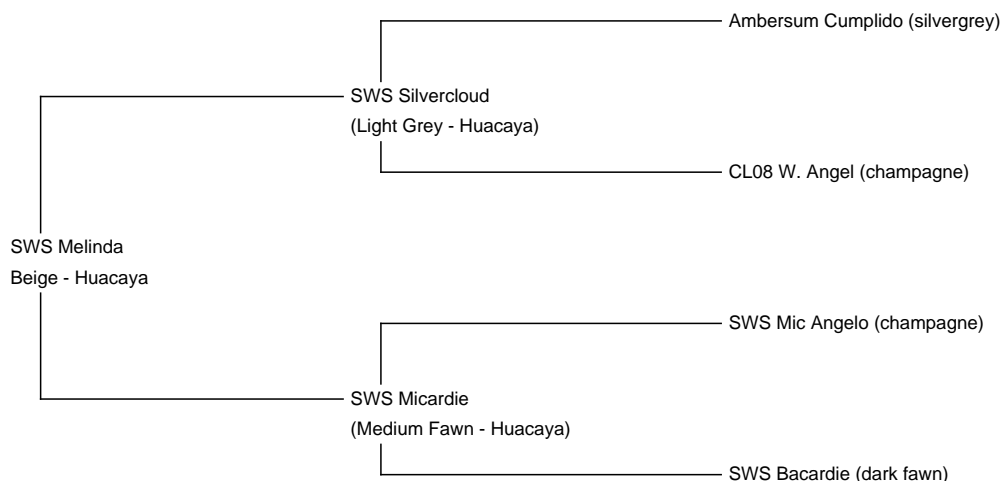 Ambersum Cumplido (silvergrey)
SWS Silvercloud
(Light Grey - Huacaya)
CL08 W. Angel (champagne)
SWS Melinda
Beige - Huacaya
SWS Mic Angelo (champagne)
SWS Micardie
(Medium Fawn - Huacaya)
SWS Bacardie (dark fawn)